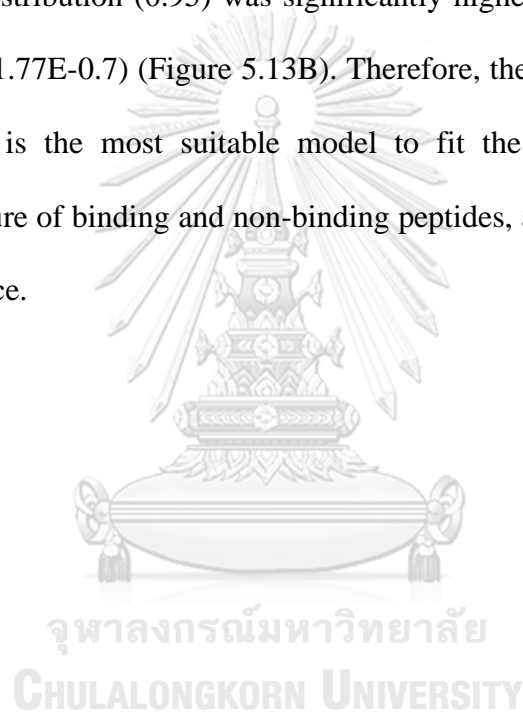 stribution (0.95) was significantly highe
1.77E-0.7) (Figure 5.13B). Therefore, the
is the most suitable model to fit the
ure of binding and non-binding peptides, a
ce.
จุฬาลงกรณ์มหาวิทยาลัย
CHULALONGKORN UNIVERSITY